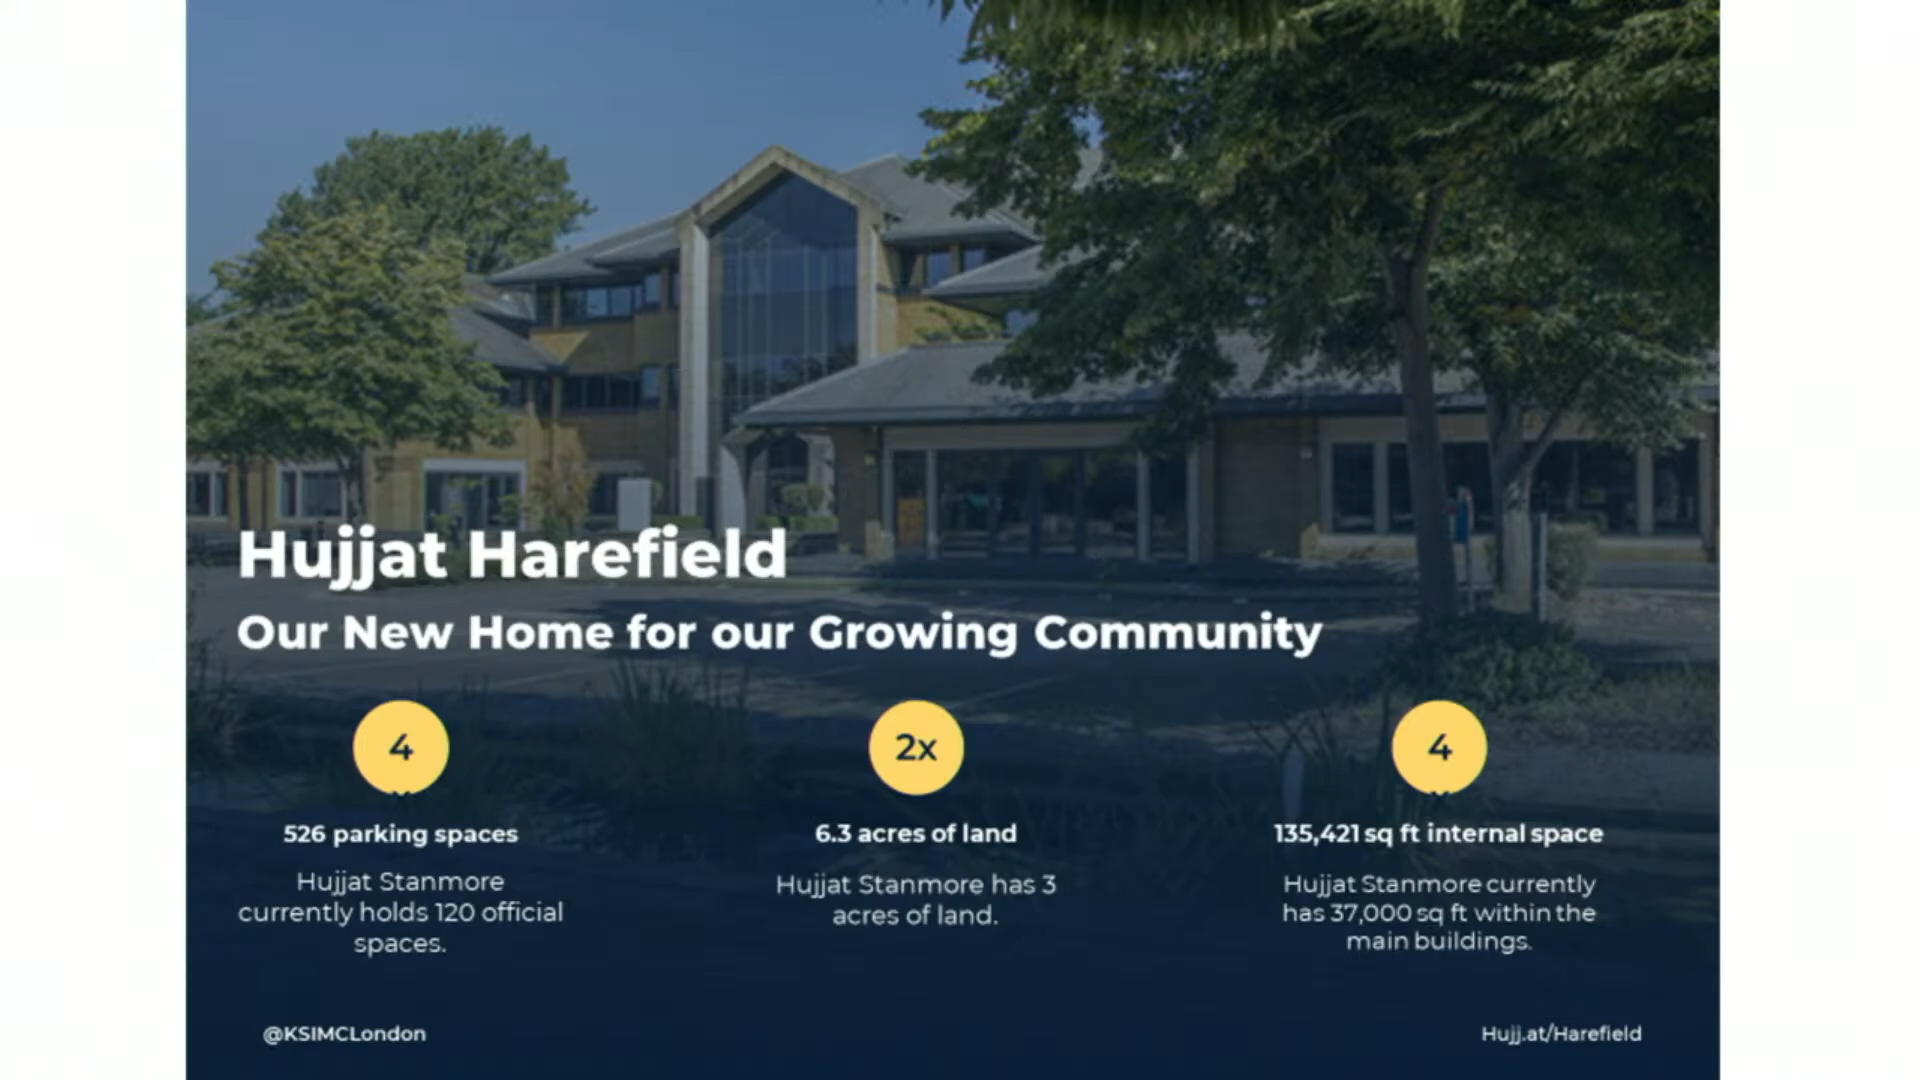 Hujjat Harefield
Our New Home for our Growing Community
4
x
526 parking spaces
Hujjat Stanmore
currently holds 120 official
spaces.
2x
6.3 acres of land
Hujjat Stanmore has 3
acres of land.
4
x
135,421 sq ft internal space
Hujjat Stanmore currently
has 37,000 sq ft within the
main buildings.
@KSIMCLondon
Hujj.at/Harefield